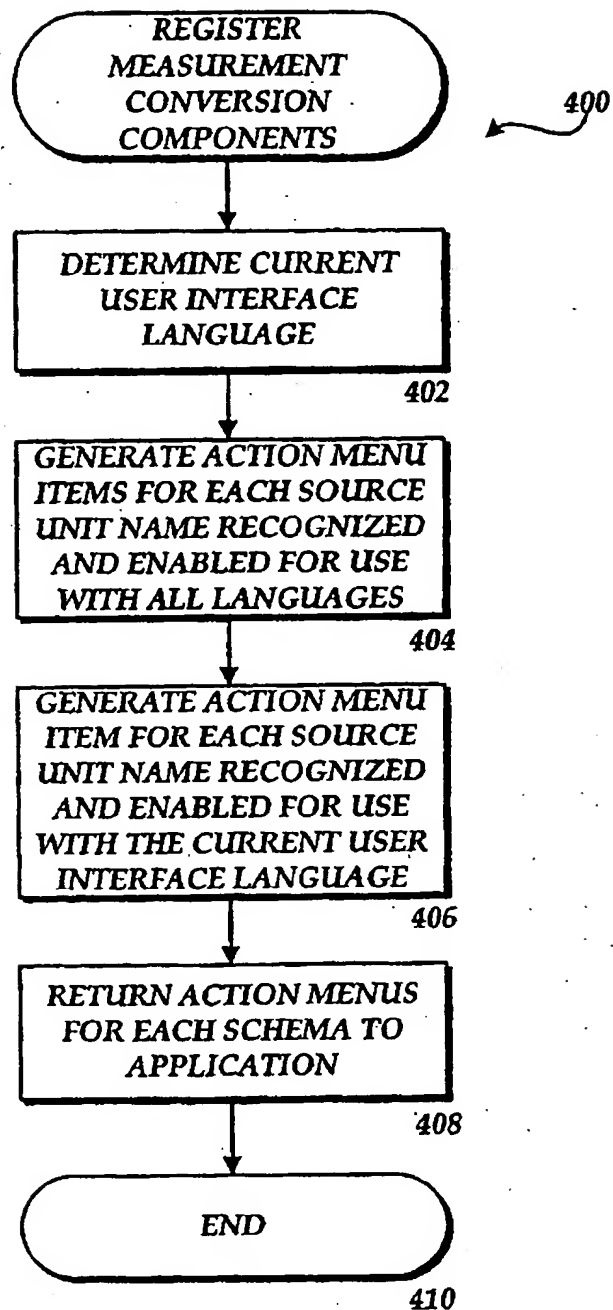 REGISTER
MEASUREMENT
CONVERSION
COMPONENTS
400
DETERMINE CURRENT
USER INTERFACE
LANGUAGE
402
GENERATE ACTION MENU
ITEMS FOR EACH SOURCE
UNIT NAME RECOGNIZED
AND ENABLED FOR USE
WITH ALL LANGUAGES
404
GENERATE ACTION MENU
ITEM FOR EACH SOURCE
UNIT NAME RECOGNIZED
AND ENABLED FOR USE
WITH THE CURRENT USER
INTERFACE LANGUAGE
406
RETURN ACTION MENUS
FOR EACH SCHEMA TO
APPLICATION
408
END
410